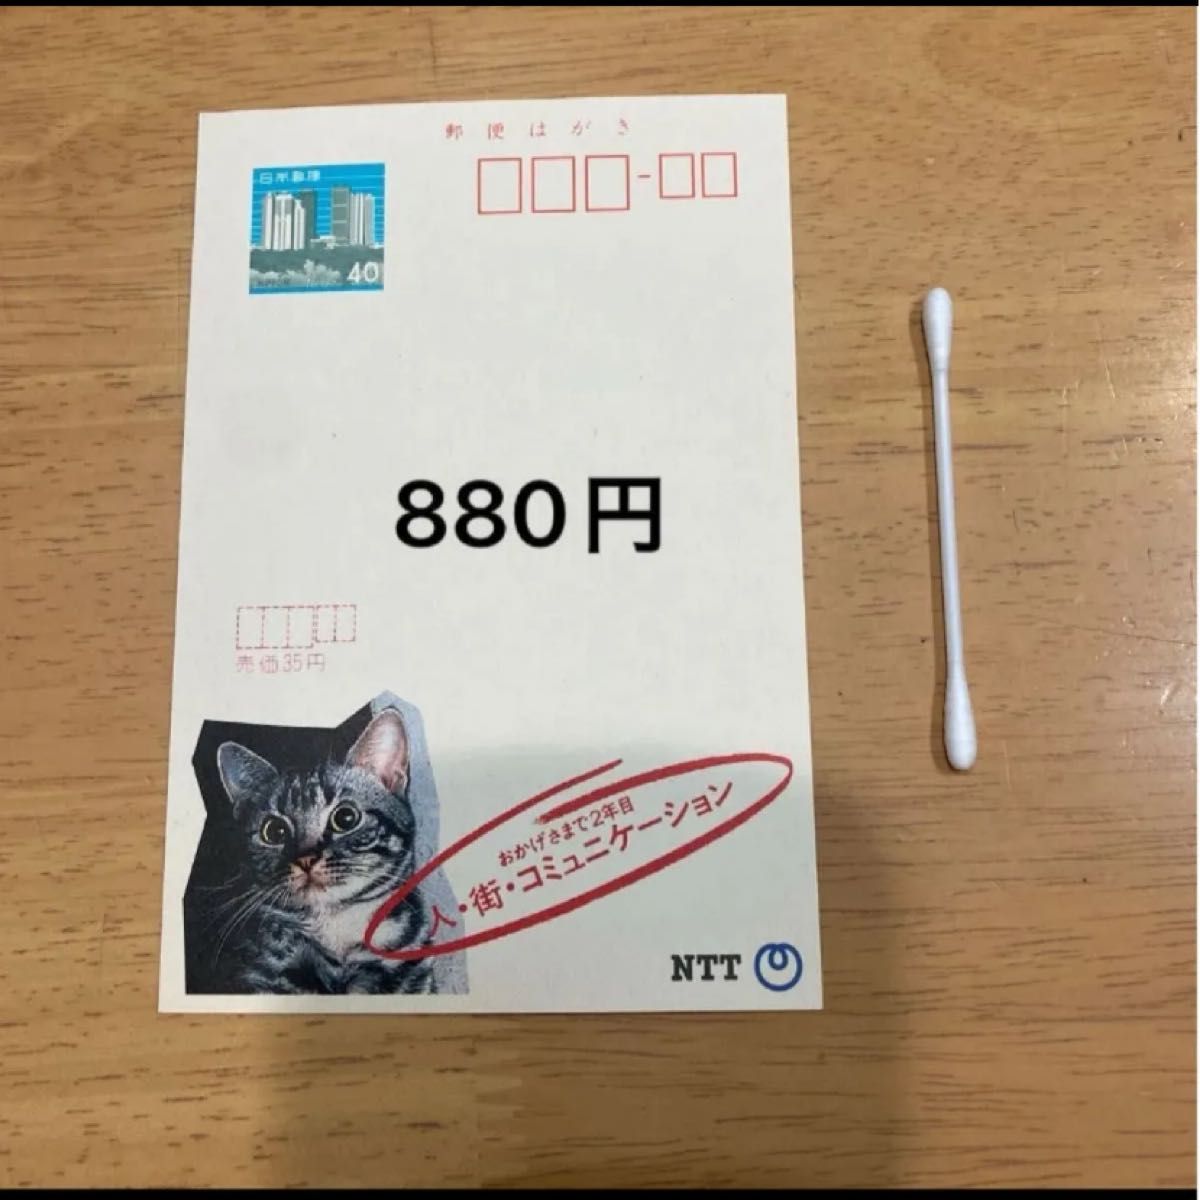 郵便はがき
日本郵便
40
NIPPON
880円
売価35円
おかげさまで2年目
人・街・コミュニケーション
NTT